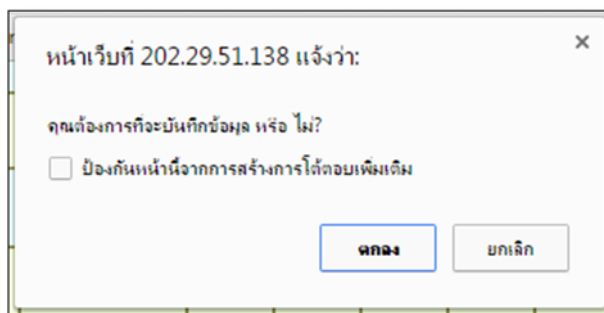 หน้าเว็บที่ 202.29.51.138 แจ้งว่า:
คุณต้องการที่จะบันทึกข้อมูล หรือ ไม่?
ป้องกันหน้านี้จากการสร้างการโต้ตอบเพิ่มเติม
ตกลง
ยกเลิก